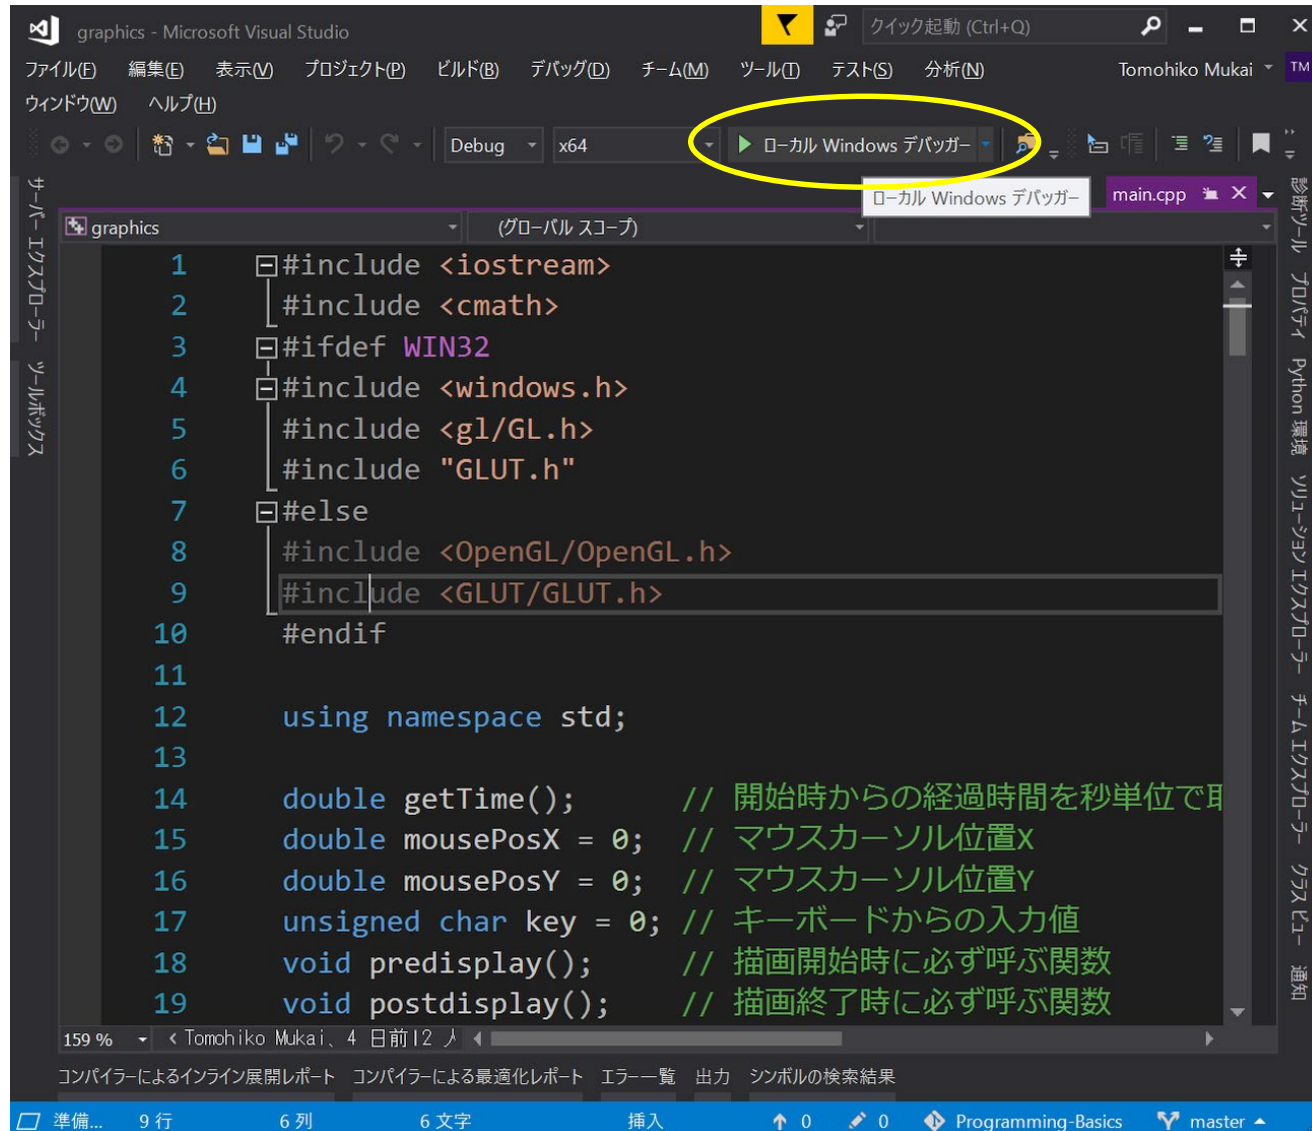 graphics - Microsoft Visual Studio
クイック起動 (Ctrl+Q)
ファイル(F) 編集(E) 表示(V) プロジェクト(P) ビルド(B) デバッグ(D) チーム(M) ツール(T) テスト(S) 分析(N) Tomohiko Mukai TM
ウィンドウ(W) ヘルプ(H)
Debug x64 ローカル Windows デバッガー
ローカル Windows デバッガー
main.cpp
サーバー エクスプローラー
ツールボックス
graphics (グローバル スコープ)
1 #include <iostream>
2 #include <cmath>
3 #ifdef WIN32
4 #include <windows.h>
5 #include <gl/GL.h>
6 #include "GLUT.h"
7 #else
8 #include <OpenGL/OpenGL.h>
9 #include <GLUT/GLUT.h>
10 #endif
11
12 using namespace std;
13
14 double getTime(); // 開始時からの経過時間を秒単位で
15 double mousePosX = 0; // マウスカーソル位置X
16 double mousePosY = 0; // マウスカーソル位置Y
17 unsigned char key = 0; // キーボードからの入力値
18 void predisplay(); // 描画開始時に必ず呼ぶ関数
19 void postdisplay(); // 描画終了時に必ず呼ぶ関数
診断ツール
プロパティ
Python 環境
ソリューション エクスプローラー
チーム エクスプローラー
クラス ビュー
通知
159 % Tomohiko Mukai、4 日前|2
コンパイラーによるインライン展開レポート コンパイラーによる最適化レポート エラー一覧 出力 シンボルの検索結果
準備... 9 行 6 列 6 文字 挿入 0 0 Programming-Basics master